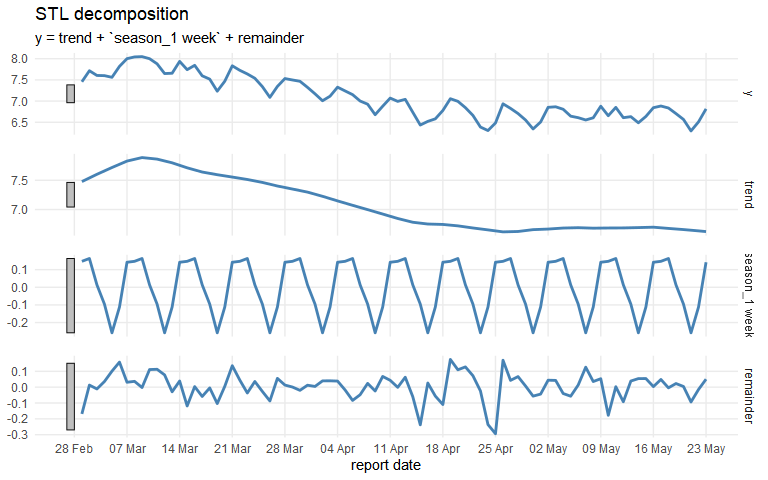 STL decomposition
y = trend + `season_1 week` + remainder
8.0
7.5
7.0
6.5
y
7.5
7.0
trend
0.1
0.0
-0.1
-0.2
season_1 week
0.1
0.0
-0.1
-0.2
-0.3
remainder
28 Feb 07 Mar 14 Mar 21 Mar 28 Mar 04 Apr 11 Apr 18 Apr 25 Apr 02 May 09 May 16 May 23 May
report date